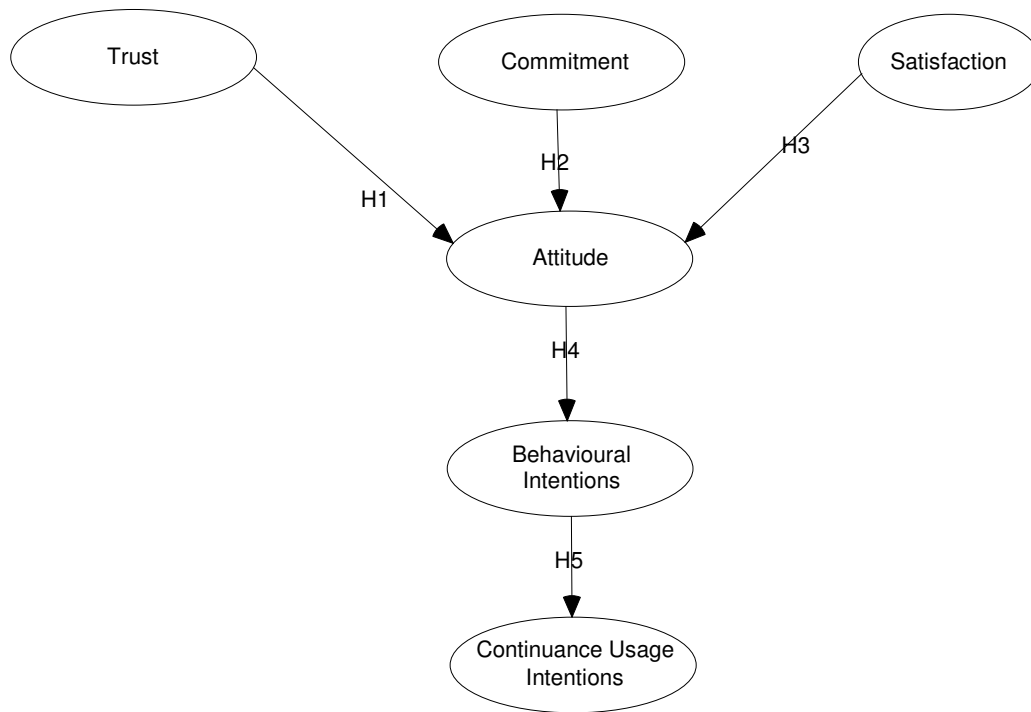 Trust
Commitment
Satisfaction
H1
H2
H3
Attitude
H4
Behavioural
Intentions
H5
Continuance Usage
Intentions